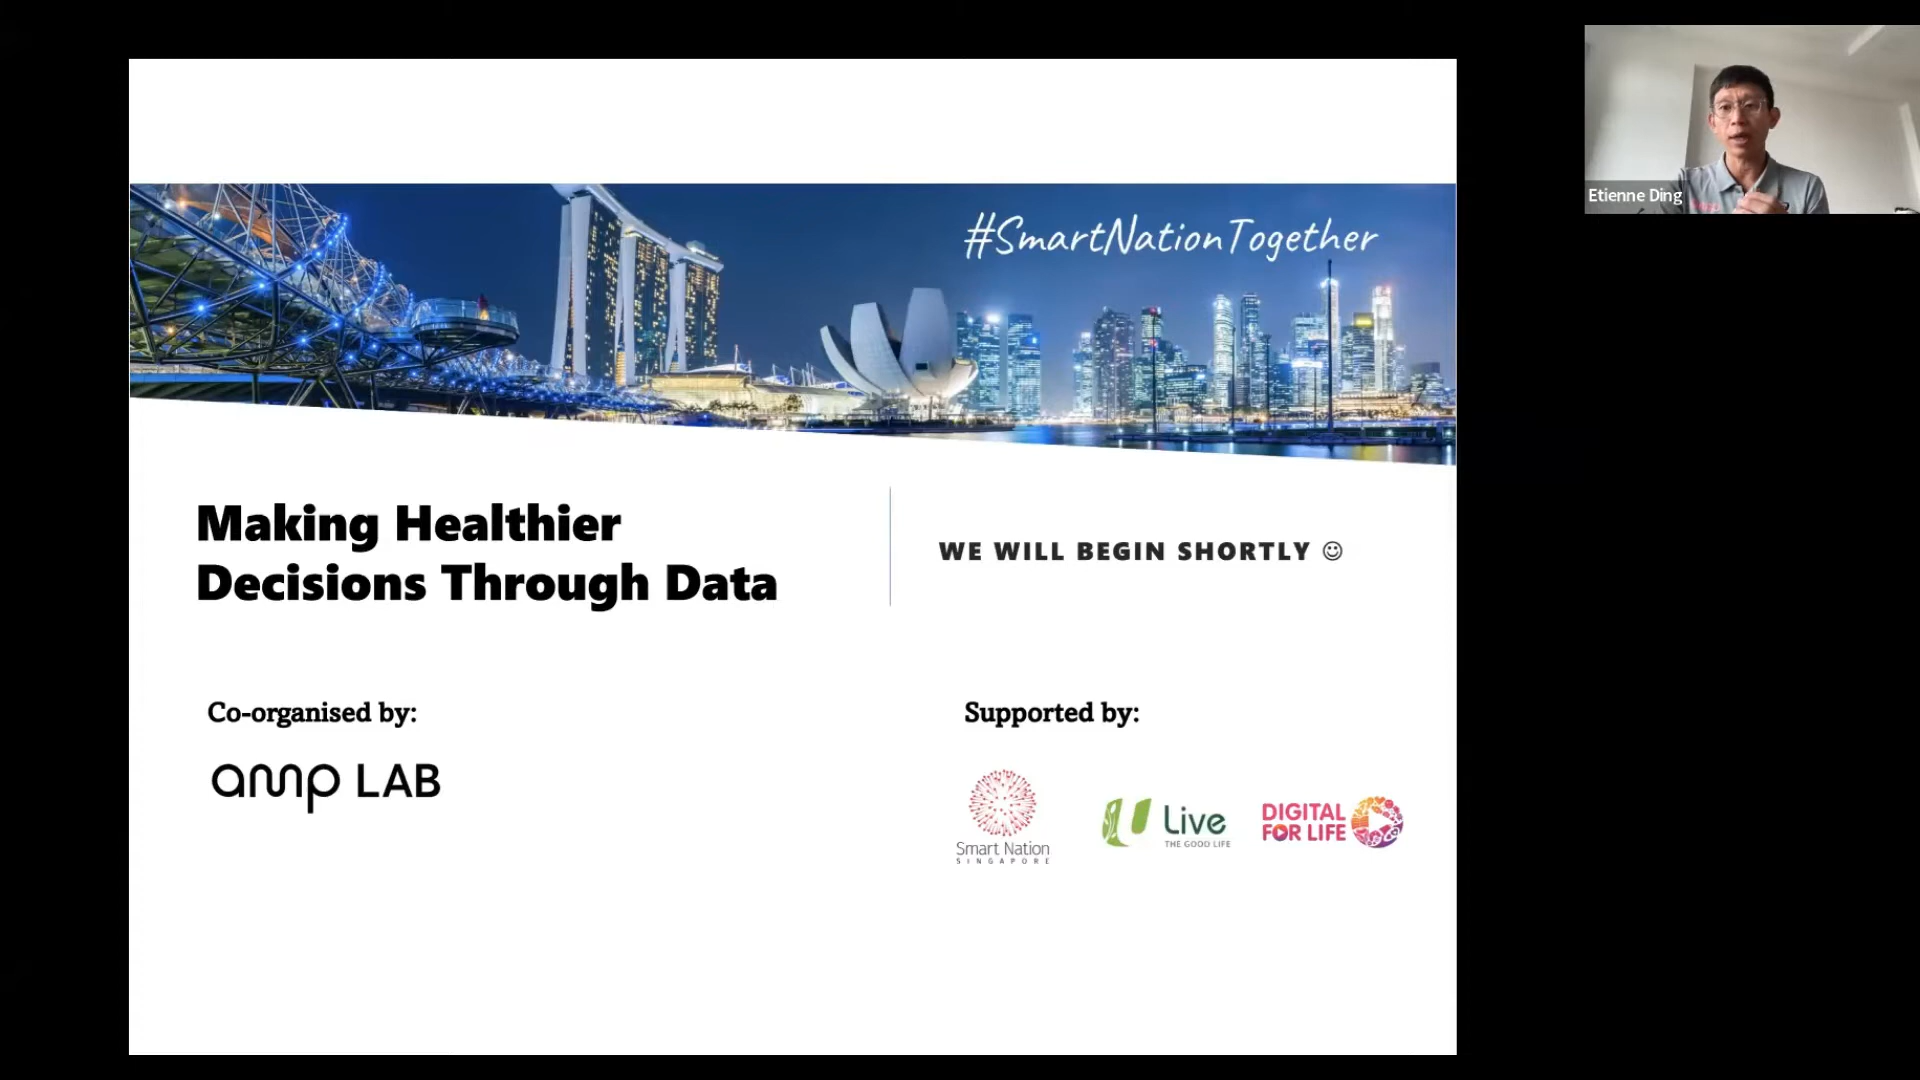 #SmartNationTogether
Etienne Ding
Making Healthier
Decisions Through Data
WE WILL BEGIN SHORTLY ☺
Co-organised by:
amp LAB
Supported by:
Smart Nation
SINGAPORE
U Live
THE GOOD LIFE
DIGITAL
FOR LIFE